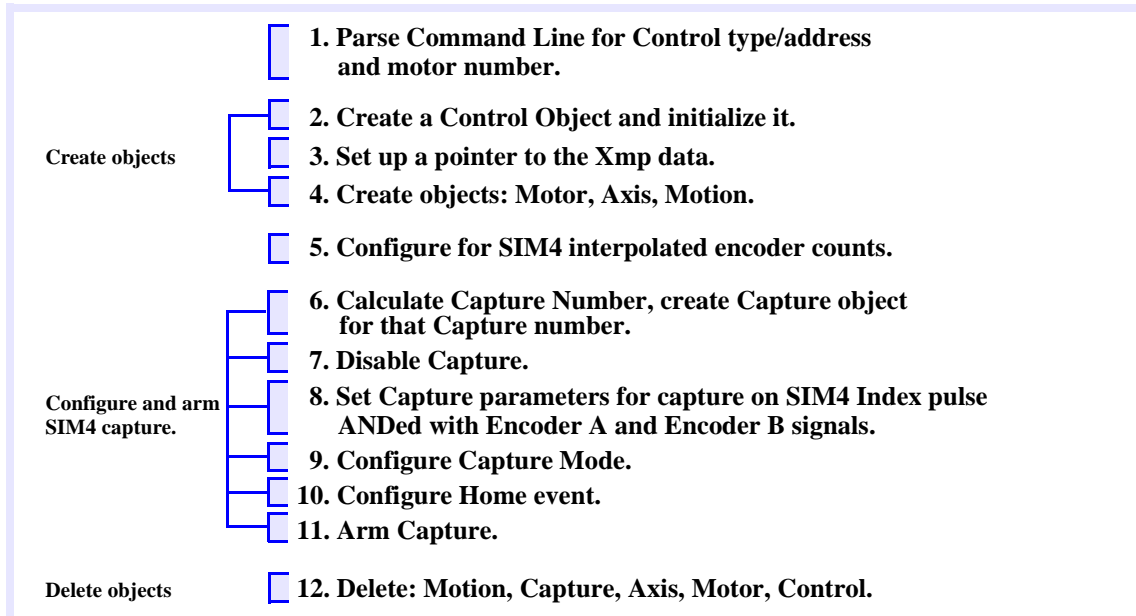 1. Parse Command Line for Control type/address
and motor number.
Create objects
2. Create a Control Object and initialize it.
3. Set up a pointer to the Xmp data.
4. Create objects: Motor, Axis, Motion.
5. Configure for SIM4 interpolated encoder counts.
Configure and arm
SIM4 capture.
6. Calculate Capture Number, create Capture object
for that Capture number.
7. Disable Capture.
8. Set Capture parameters for capture on SIM4 Index pulse
ANDed with Encoder A and Encoder B signals.
9. Configure Capture Mode.
10. Configure Home event.
11. Arm Capture.
Delete objects
12. Delete: Motion, Capture, Axis, Motor, Control.